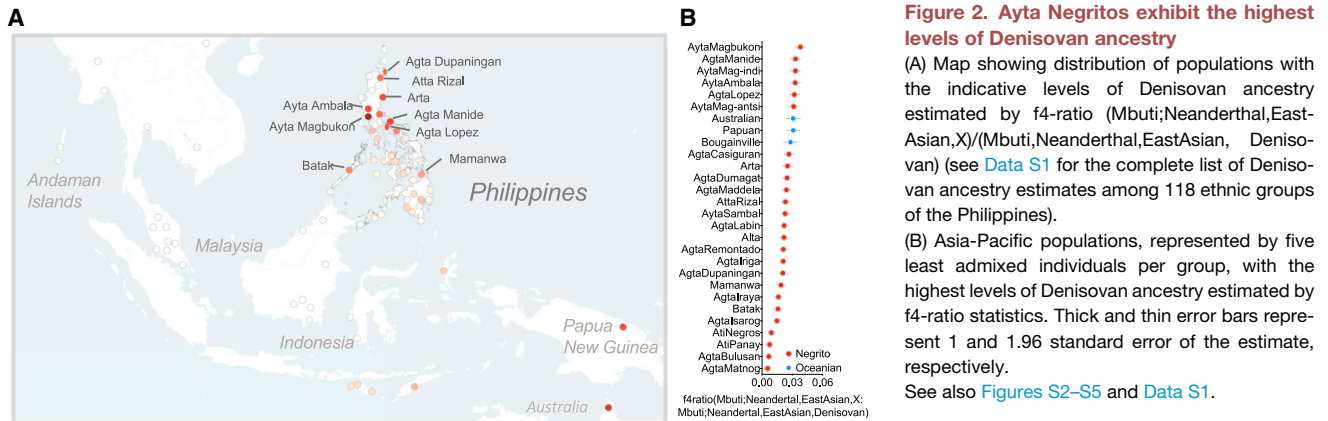 A
Agta Dupaningan
Atta Rizal
Arta
Ayta Ambala
Agta Manide
Ayta Magbukon
Agta Lopez
Batak
Mamanwa
Andaman
Islands
Philippines
Malaysia
Indonesia
Papua
New Guinea
Australia
B
AytaMagbukon
AgtaManide
AytaMag-indi
AytaAmbala
AgtaLopez
AytaMag-antsi
Australian
Papuan
Bougainville
AgtaCasiguran
Arta
AgtaDumagat
AgtaMaddela
AttaRizal
AytaSambal
AgtaLabin
Alta
AgtaRemontado
AgtaIriga
AgtaDupaningan
Mamanwa
AgtaIraya
Batak
AgtaIsarog
AtiNegros
AtiPanay
AgtaBulusan
AgtaMatnog
Negrito
Oceanian
0.00 0.03 0.06
f4ratio(Mbuti;Neandertal,EastAsian,X:
Mbuti;Neandertal,EastAsian,Denisovan)
Figure 2. Ayta Negritos exhibit the highest
levels of Denisovan ancestry
(A) Map showing distribution of populations with
the indicative levels of Denisovan ancestry
estimated by f4-ratio (Mbuti;Neanderthal,East-
Asian,X)/(Mbuti,Neanderthal,EastAsian, Deniso-
van) (see Data S1 for the complete list of Deniso-
van ancestry estimates among 118 ethnic groups
of the Philippines).
(B) Asia-Pacific populations, represented by five
least admixed individuals per group, with the
highest levels of Denisovan ancestry estimated by
f4-ratio statistics. Thick and thin error bars repre-
sent 1 and 1.96 standard error of the estimate,
respectively.
See also Figures S2–S5 and Data S1.